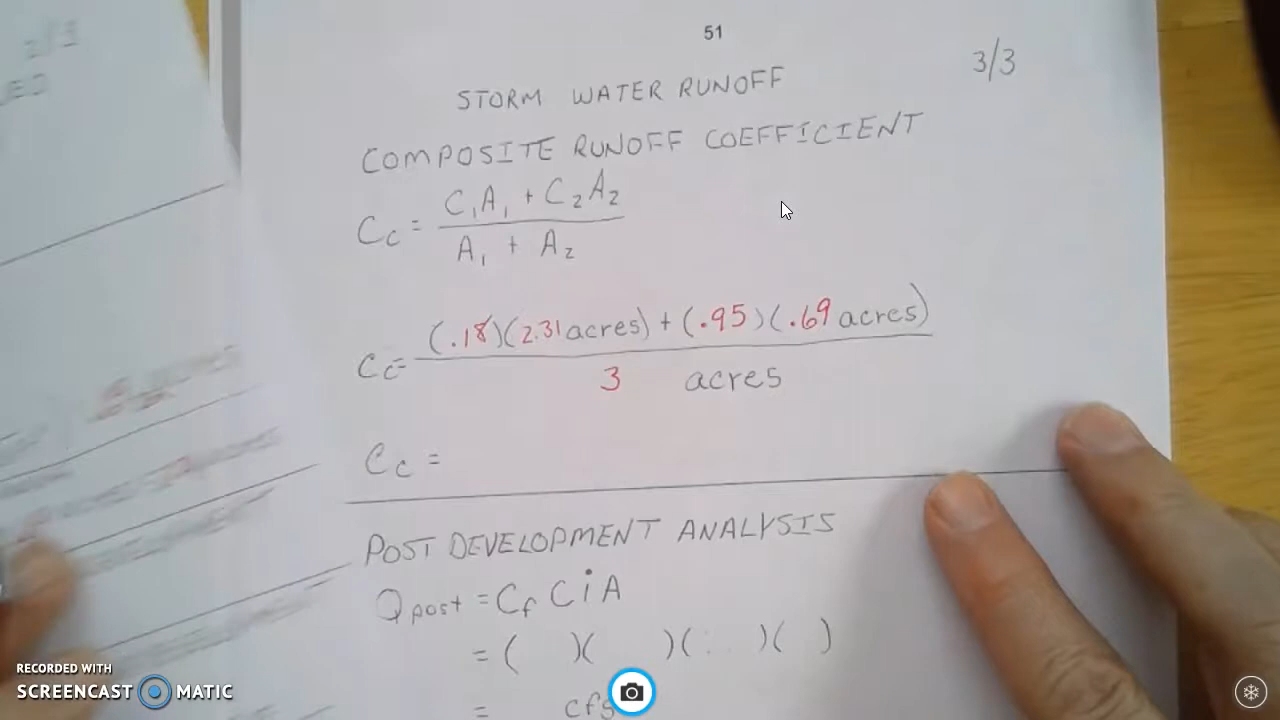 51
3/3
STORM WATER RUNOFF
COMPOSITE RUNOFF COEFFICIENT
Cc = C₁A₁ + C₂A₂
A₁ + A₂
Cc = (.18)(2.31 acres) + (.95)(.69 acres)
3 acres
Cc =
POST DEVELOPMENT ANALYSIS
Qpost = Cf C i A
= ( )( )( )( )
= cfs
RECORDED WITH
SCREENCAST MATIC